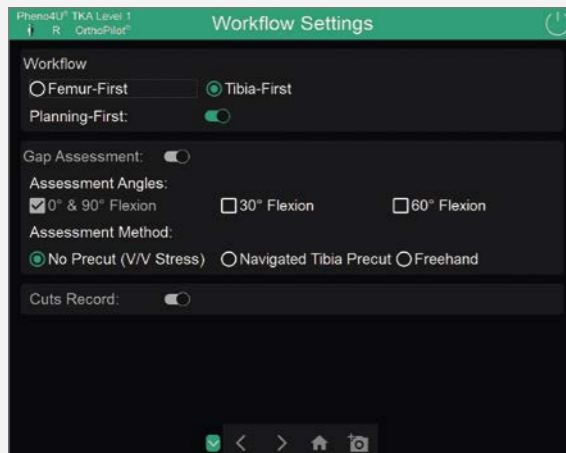 Pheno4U® TKA Level 1
R OrthoPilot®
Workflow Settings
Workflow
Femur-First Tibia-First
Planning-First:
Gap Assessment:
Assessment Angles:
0° & 90° Flexion 30° Flexion 60° Flexion
Assessment Method:
No Precut (V/V Stress) Navigated Tibia Precut Freehand
Cuts Record: